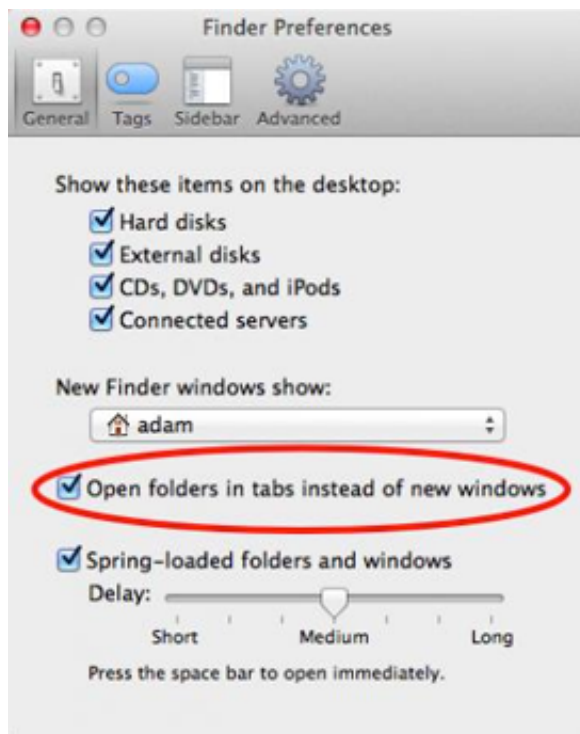 Finder Preferences
General Tags Sidebar Advanced
Show these items on the desktop:
Hard disks
External disks
CDs, DVDs, and iPods
Connected servers
New Finder windows show:
adam
Open folders in tabs instead of new windows
Spring-loaded folders and windows
Delay:
Short Medium Long
Press the space bar to open immediately.